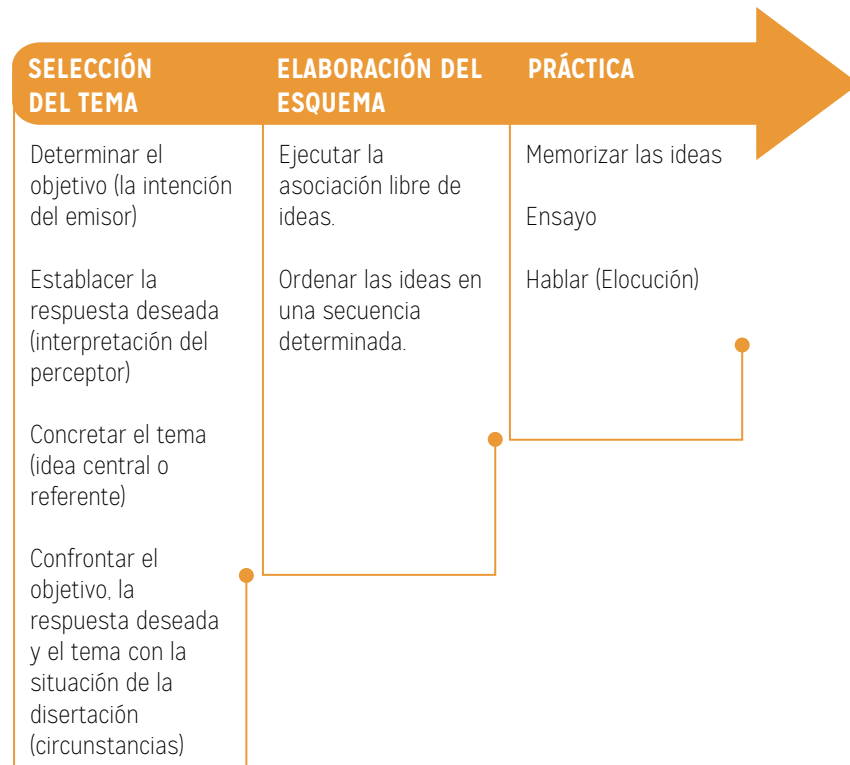 SELECCIÓN
DEL TEMA
Determinar el
objetivo (la intención
del emisor)
Establacer la
respuesta deseada
(interpretación del
perceptor)
Concretar el tema
(idea central o
referente)
Confrontar el
objetivo, la
respuesta deseada
y el tema con la
situación de la
disertación
(circunstancias)
ELABORACIÓN DEL
ESQUEMA
Ejecutar la
asociación libre de
ideas.
Ordenar las ideas en
una secuencia
determinada.
PRÁCTICA
Memorizar las ideas
Ensayo
Hablar (Elocución)